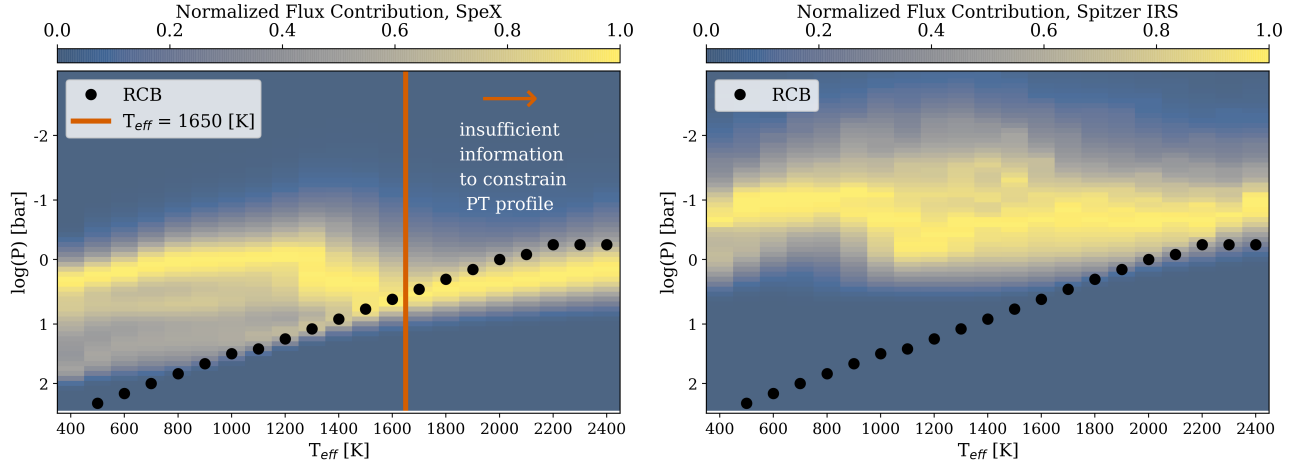 Normalized Flux Contribution, SpeX
0.0 0.2 0.4 0.6 0.8 1.0
RCB
T_eff = 1650 [K]
insufficient
information
to constrain
PT profile
log(P) [bar]
-2
-1
0
1
2
400 600 800 1000 1200 1400 1600 1800 2000 2200 2400
T_eff [K]
Normalized Flux Contribution, Spitzer IRS
0.0 0.2 0.4 0.6 0.8 1.0
RCB
log(P) [bar]
-2
-1
0
1
2
400 600 800 1000 1200 1400 1600 1800 2000 2200 2400
T_eff [K]